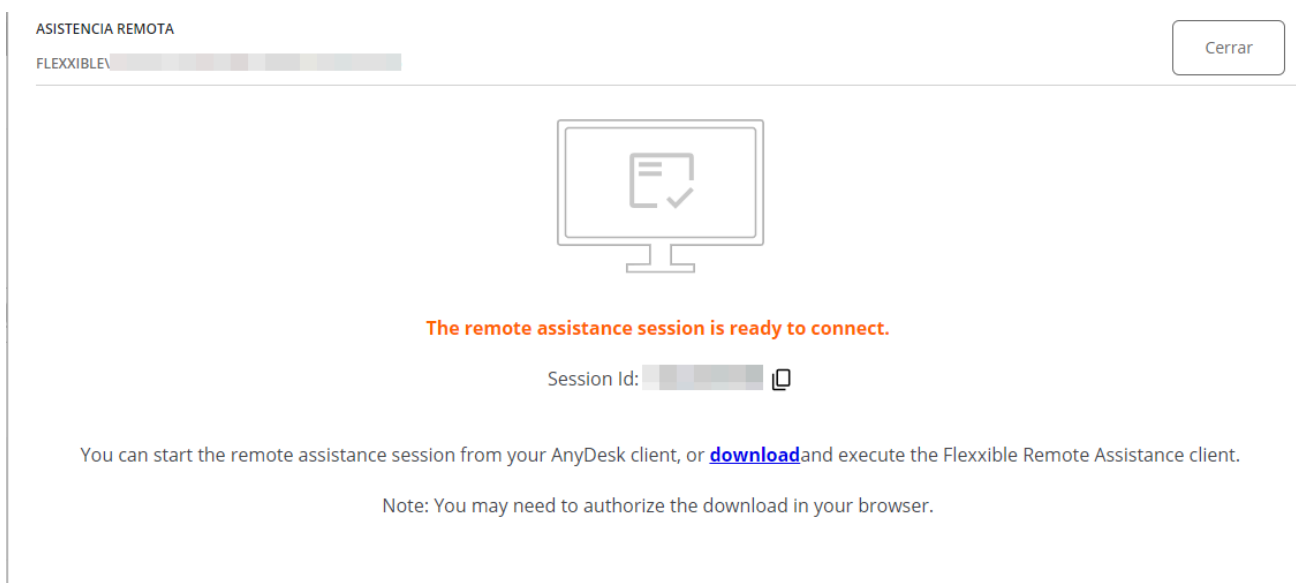 ASISTENCIA REMOTA
Cerrar
FLEXXIBLE\
The remote assistance session is ready to connect.
Session Id:
You can start the remote assistance session from your AnyDesk client, or downloadand execute the Flexxible Remote Assistance client.
Note: You may need to authorize the download in your browser.